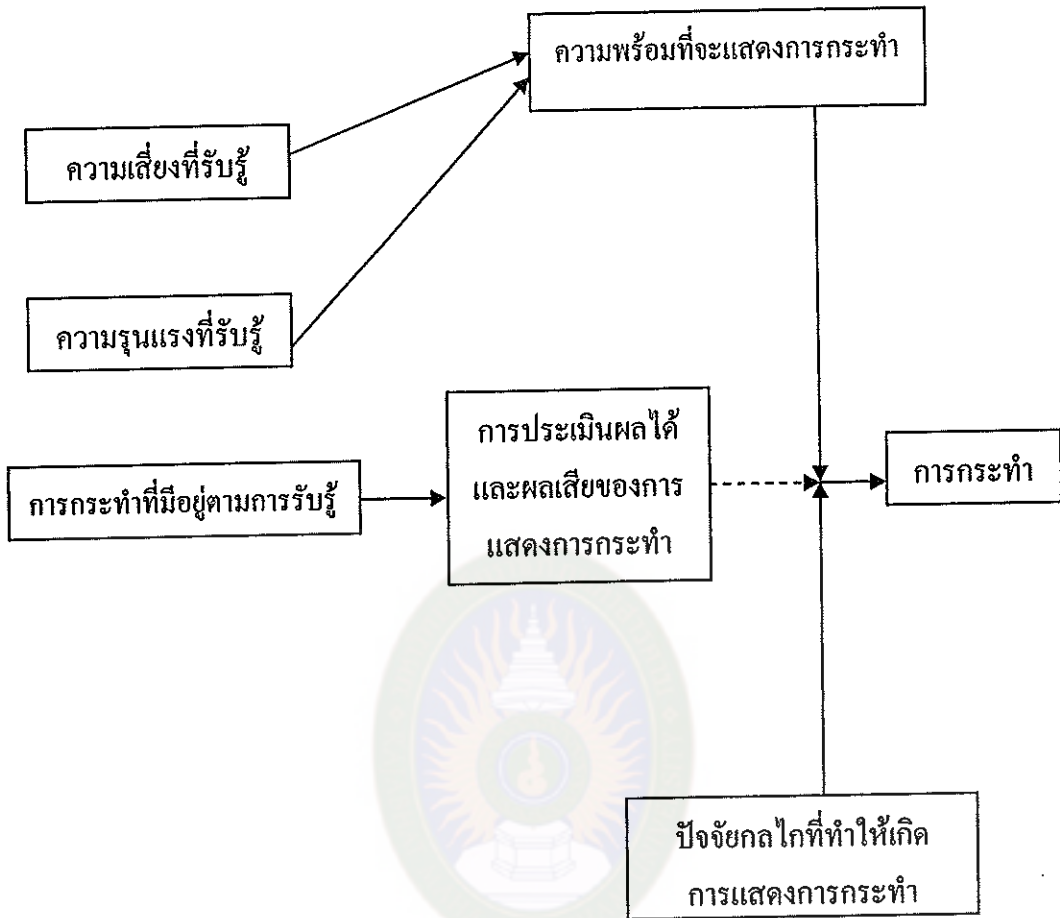 ความพร้อมที่จะแสดงการกระทำ
ความเสี่ยงที่รับรู้
ความรุนแรงที่รับรู้
การกระทำที่มีอยู่ตามการรับรู้
การประเมินผลได้
และผลเสียของการ
แสดงการกระทำ
การกระทำ
ปัจจัยกลไกที่ทำให้เกิด
การแสดงการกระทำ